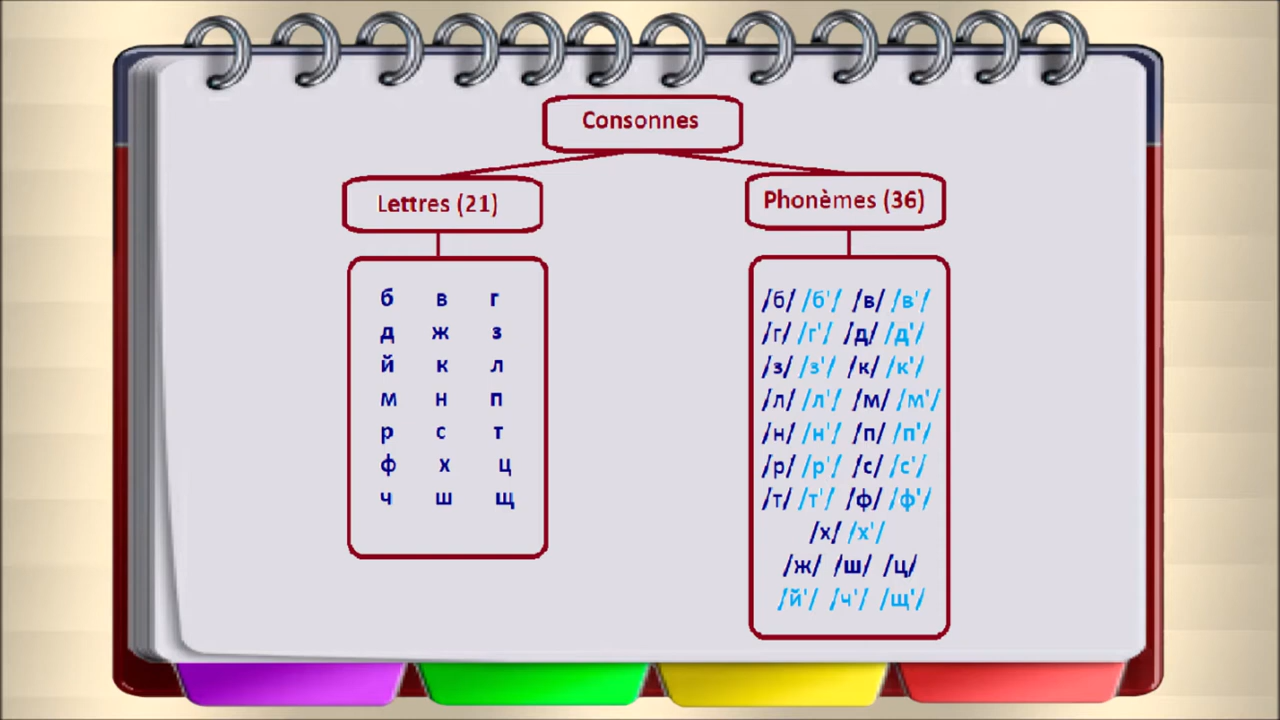 Consonnes
Lettres (21)
б в г
д ж з
й к л
м н п
р с т
ф х ц
ч ш щ
Phonèmes (36)
/б/ /б'/ /в/ /в'/
/г/ /г'/ /д/ /д'/
/з/ /з'/ /к/ /к'/
/л/ /л'/ /м/ /м'/
/н/ /н'/ /п/ /п'/
/р/ /р'/ /с/ /с'/
/т/ /т'/ /ф/ /ф'/
/х/ /х'/
/ж/ /ш/ /ц/
/й'/ /ч'/ /щ'/